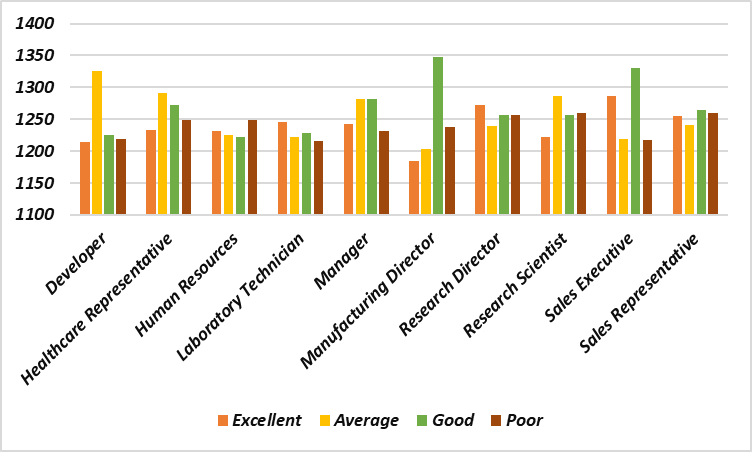 1400
1350
1300
1250
1200
1150
1100
Developer
Healthcare Representative
Human Resources
Laboratory Technician
Manager
Manufacturing Director
Research Director
Research Scientist
Sales Executive
Sales Representative
Excellent Average Good Poor